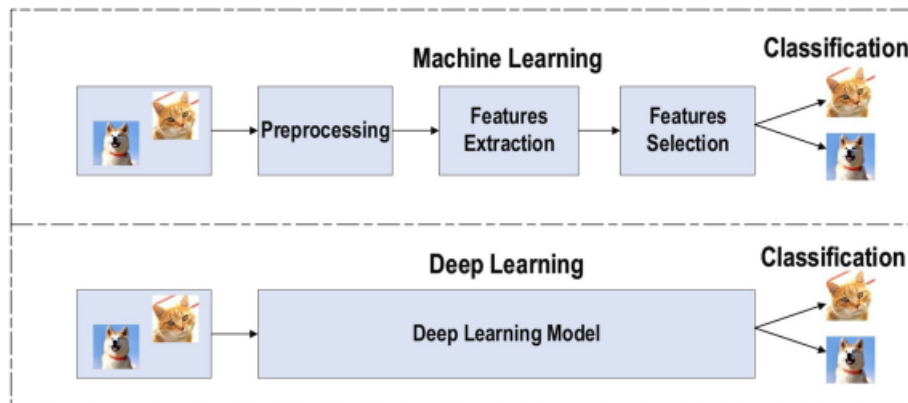 Machine Learning
Classification
Preprocessing
Features
Extraction
Features
Selection
Deep Learning
Classification
Deep Learning Model